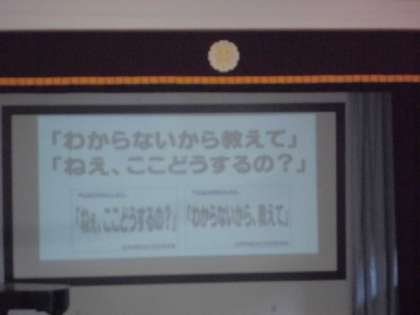 「わからないから教えて」
「ねえ、ここどうするの？」
「ねぇ、ここどうするの？」
「わからないから、教えて」